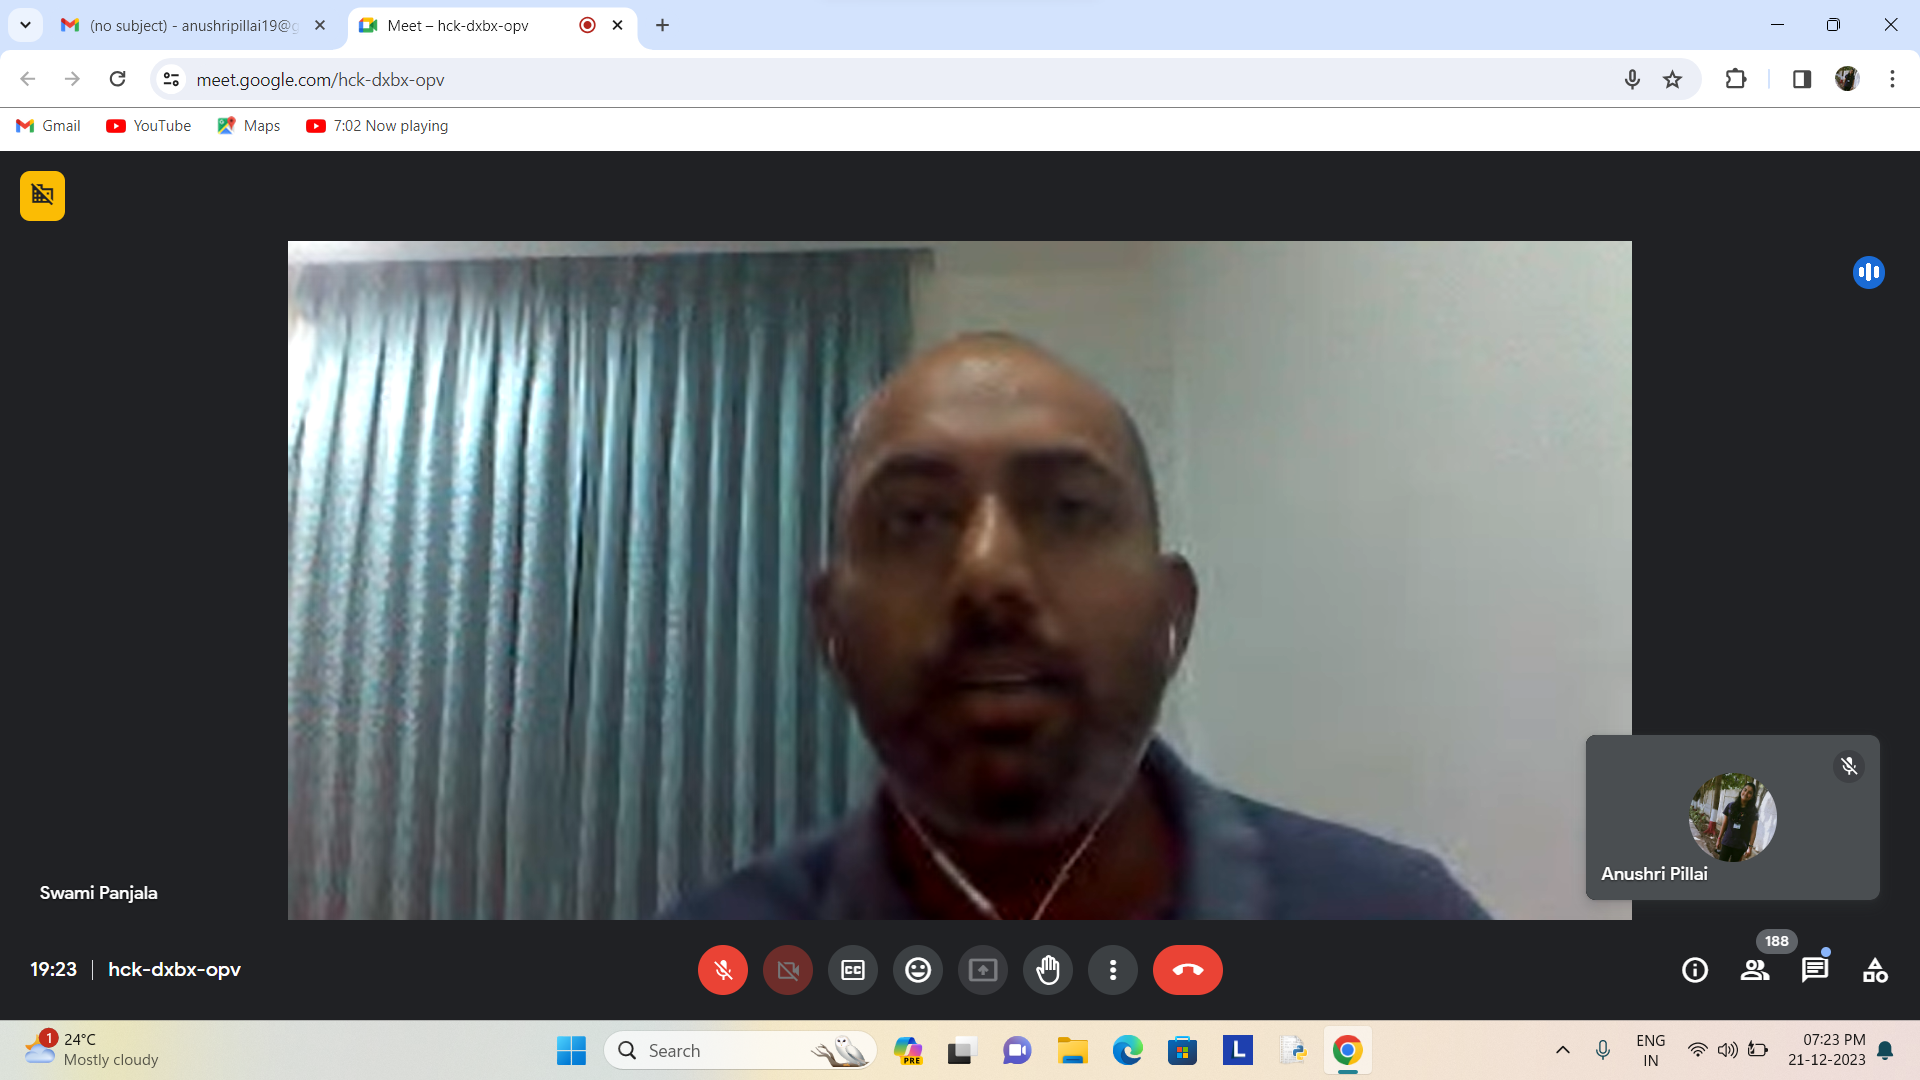 (no subject) - anushripillai19@g
Meet – hck-dxbx-opv
meet.google.com/hck-dxbx-opv
Gmail
YouTube
Maps
7:02 Now playing
Swami Panjala
Anushri Pillai
19:23
hck-dxbx-opv
CC
188
1
24°C
Mostly cloudy
Search
PRE
L
ENG
IN
07:23 PM
21-12-2023